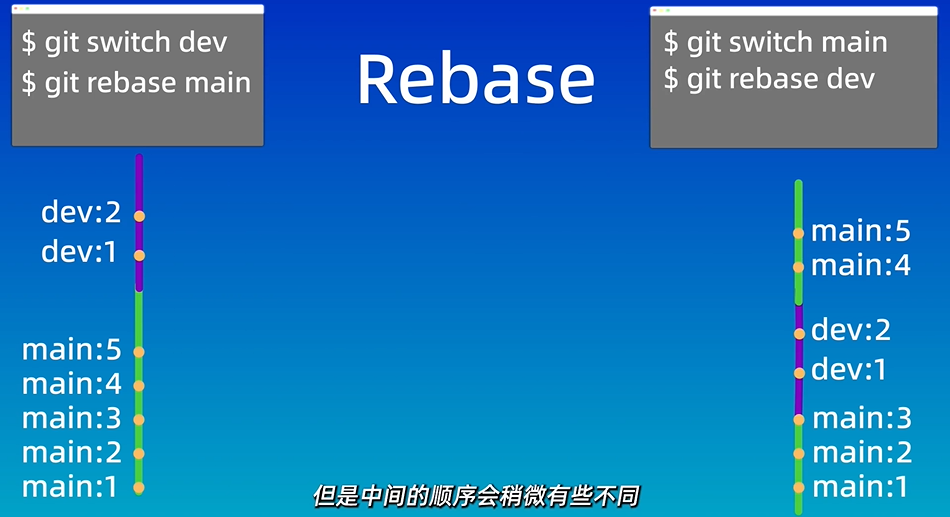 $ git switch dev
$ git rebase main
Rebase
$ git switch main
$ git rebase dev
dev:2
dev:1
main:5
main:4
main:3
main:2
main:1
main:5
main:4
dev:2
dev:1
main:3
main:2
main:1
但是中间的顺序会稍微有些不同